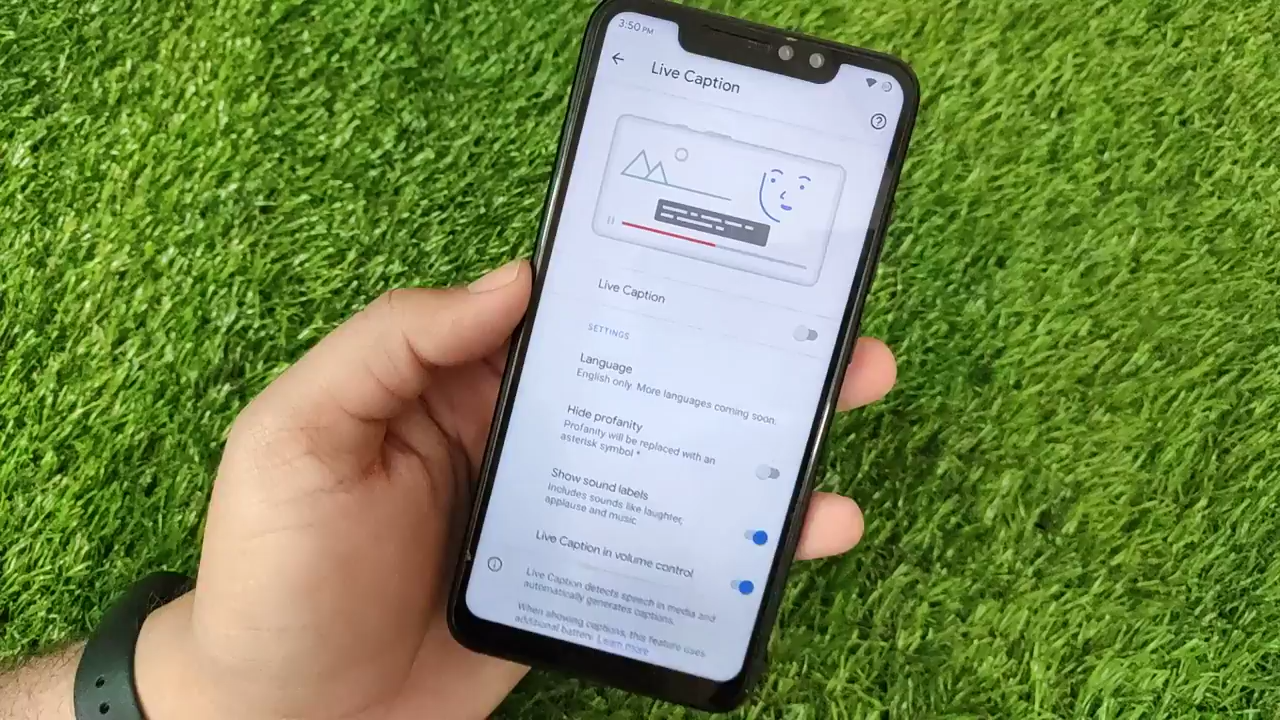 3:50 PM
Live Caption
Live Caption
SETTINGS
Language
English only. More languages coming soon.
Hide profanity
Profanity will be replaced with an
asterisk symbol *
Show sound labels
Includes sounds like laughter,
applause and music
Live Caption in volume control
Live Caption detects speech in media and
automatically generates captions.
When showing captions, this feature uses
additional battery. Learn more